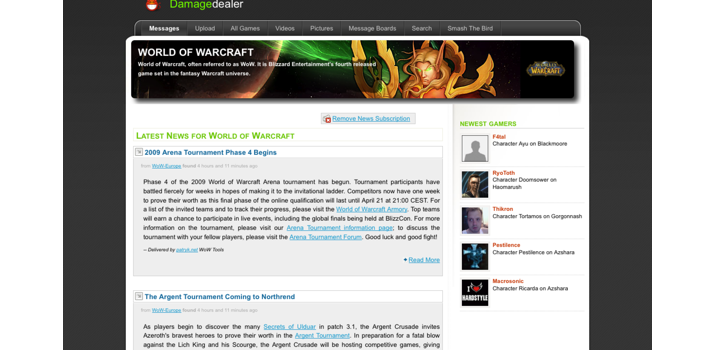 Damagedealer
Messages Upload All Games Videos Pictures Message Boards Search Smash The Bird
WORLD OF WARCRAFT
World of Warcraft, often referred to as WoW. It is Blizzard Entertainment's fourth released
game set in the fantasy Warcraft universe.
WARCRAFT
Remove News Subscription
LATEST NEWS FOR WORLD OF WARCRAFT
2009 Arena Tournament Phase 4 Begins
from WoW-Europe found 9 hours and 11 minutes ago
Phase 4 of the 2009 World of Warcraft Arena tournament has begun. Tournament participants have
battled fiercely for weeks in hopes of making it to the invitational ladder. Competitors now have one week
to prove their worth as this final phase of the online qualification will last until April 21 at 21:00 CEST. For
a list of the invited teams and to track their progress, please visit the World of Warcraft Armory. Top teams
will earn a chance to participate in live events, including the global finals being held at BlizzCon. For more
information on the tournament, please visit our Arena Tournament information page; to discuss the
tournament with your fellow players, please visit the Arena Tournament Forum. Good luck and good fight!
-- Delivered by patrek.net WoW Tools
Read More
The Argent Tournament Coming to Northrend
from WoW-Europe found 9 hours and 11 minutes ago
As players begin to discover the many Secrets of Ulduar in patch 3.1, the Argent Crusade invites
Azeroth's bravest heroes to prove their worth in the Argent Tournament. In preparation for a fatal blow
against the Lich King and his Scourge, the Argent Crusade will be hosting competitive games, giving
NEWEST GAMERS
F4tal
Character Ayu on Blackmoore
RyoToth
Character Doomsower on
Haomarush
Thikron
Character Tortamos on Gorgonnash
Pestilence
Character Pestilence on Azshara
Macrosonic
Character Ricarda on Azshara
I
HARDSTYLE